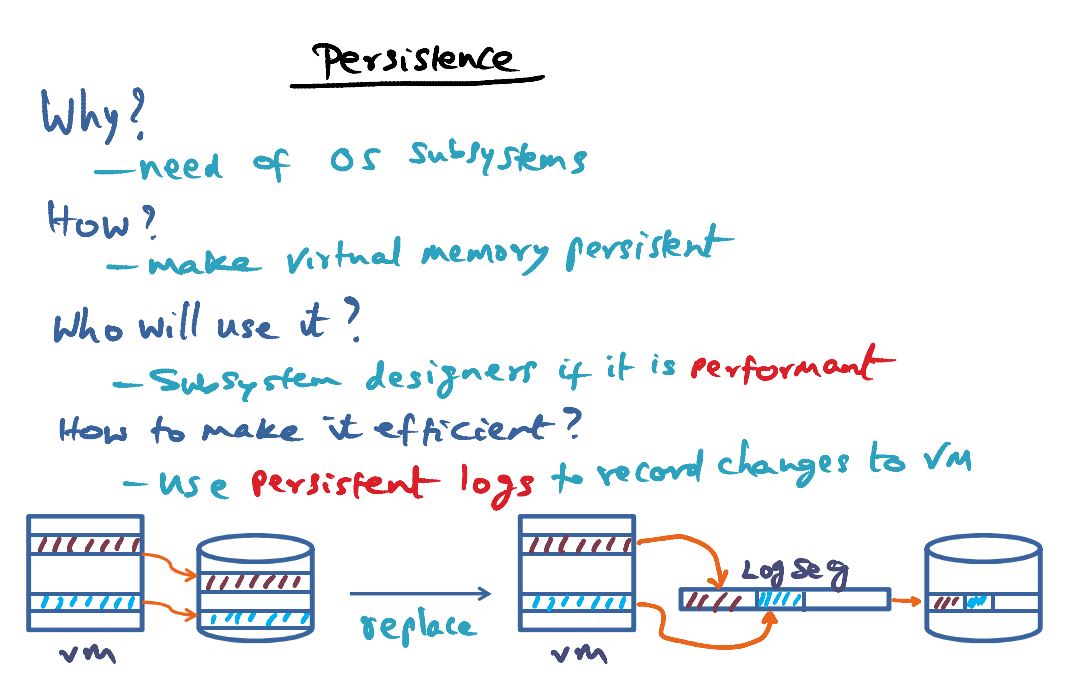 Persistence
Why?
— need of OS subsystems
How?
— make virtual memory persistent
Who will use it?
— Subsystem designers if it is performant
How to make it efficient?
— use persistent logs to record changes to VM
Log Seg
replace
vm
vm